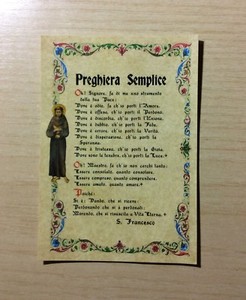 Preghiera Semplice
Oh! Signore, fa di me uno strumento
della tua Pace:
Dove è odio, fa ch'io porti l'Amore.
Dove è offesa, ch'io porti il Perdono.
Dove è discordia, ch'io porti l'Unione.
Dove è dubbio, ch'io porti la Fede.
Dove è errore, ch'io porti la Verità.
Dove è disperazione, ch'io porti la
Speranza.
Dove è tristezza, ch'io porti la Gioia.
Dove sono le tenebre, ch'io porti la Luce.
Oh! Maestro, fa ch'io non cerchi tanto:
Essere consolato, quanto consolare.
Essere compreso, quanto comprendere.
Essere amato, quanto amare.
Poiché:
Si è: Dando, che si riceve:
Perdonando che si è perdonati;
Morendo, che si risuscita a Vita Eterna.
S. Francesco